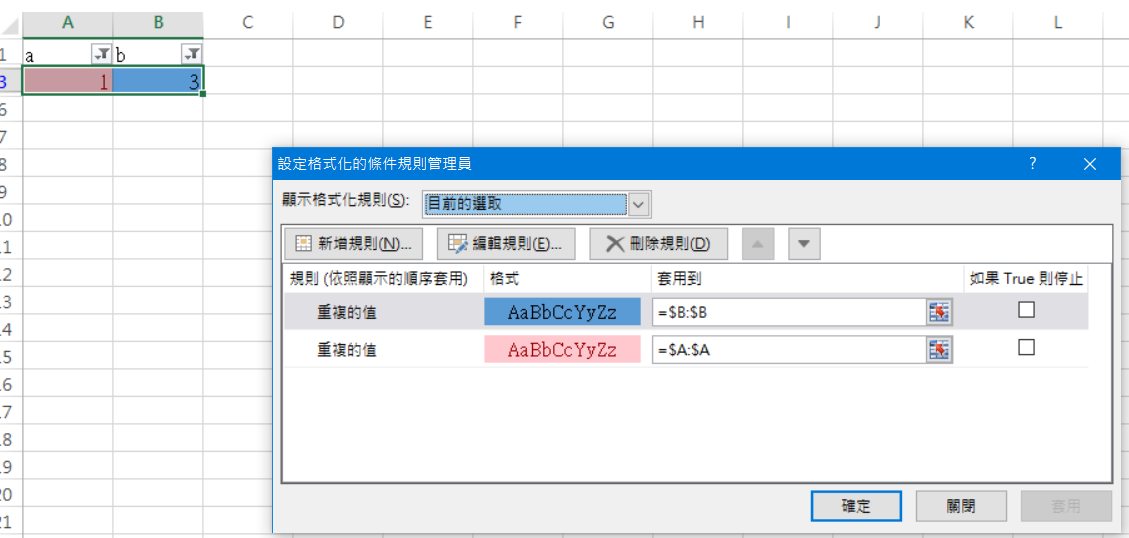 A B C D E F G H I J K L
1 a b
3 1 3
6
7
8
9
10
11
12
13
14
15
16
17
18
19
20
21
設定格式化的條件規則管理員 ?
顯示格式化規則(S): 目前的選取
新增規則(N)... 編輯規則(E)... 刪除規則(D)
規則 (依照顯示的順序套用) 格式 套用到 如果 True 則停止
重複的值 AaBbCcYyZz =$B:$B
重複的值 AaBbCcYyZz =$A:$A
確定 關閉 套用